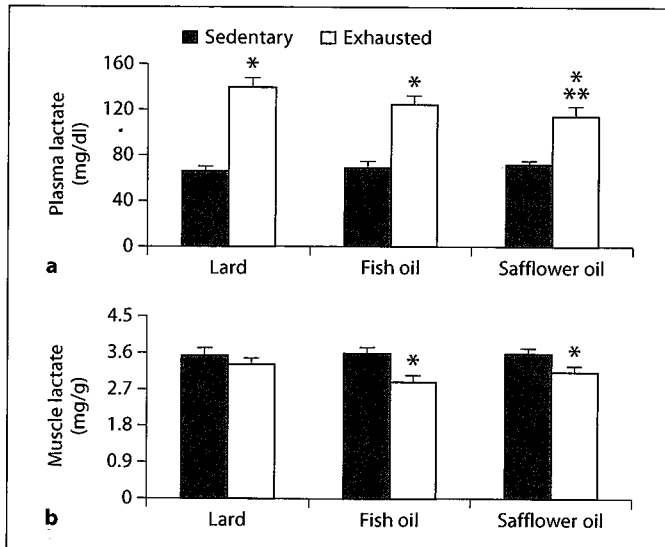 Sedentary Exhausted
Plasma lactate
(mg/dl)
160
120
80
40
0
*
*
*
**
a
Lard Fish oil Safflower oil
Muscle lactate
(mg/g)
4.5
3.6
2.7
1.8
0.9
0
*
*
b
Lard Fish oil Safflower oil